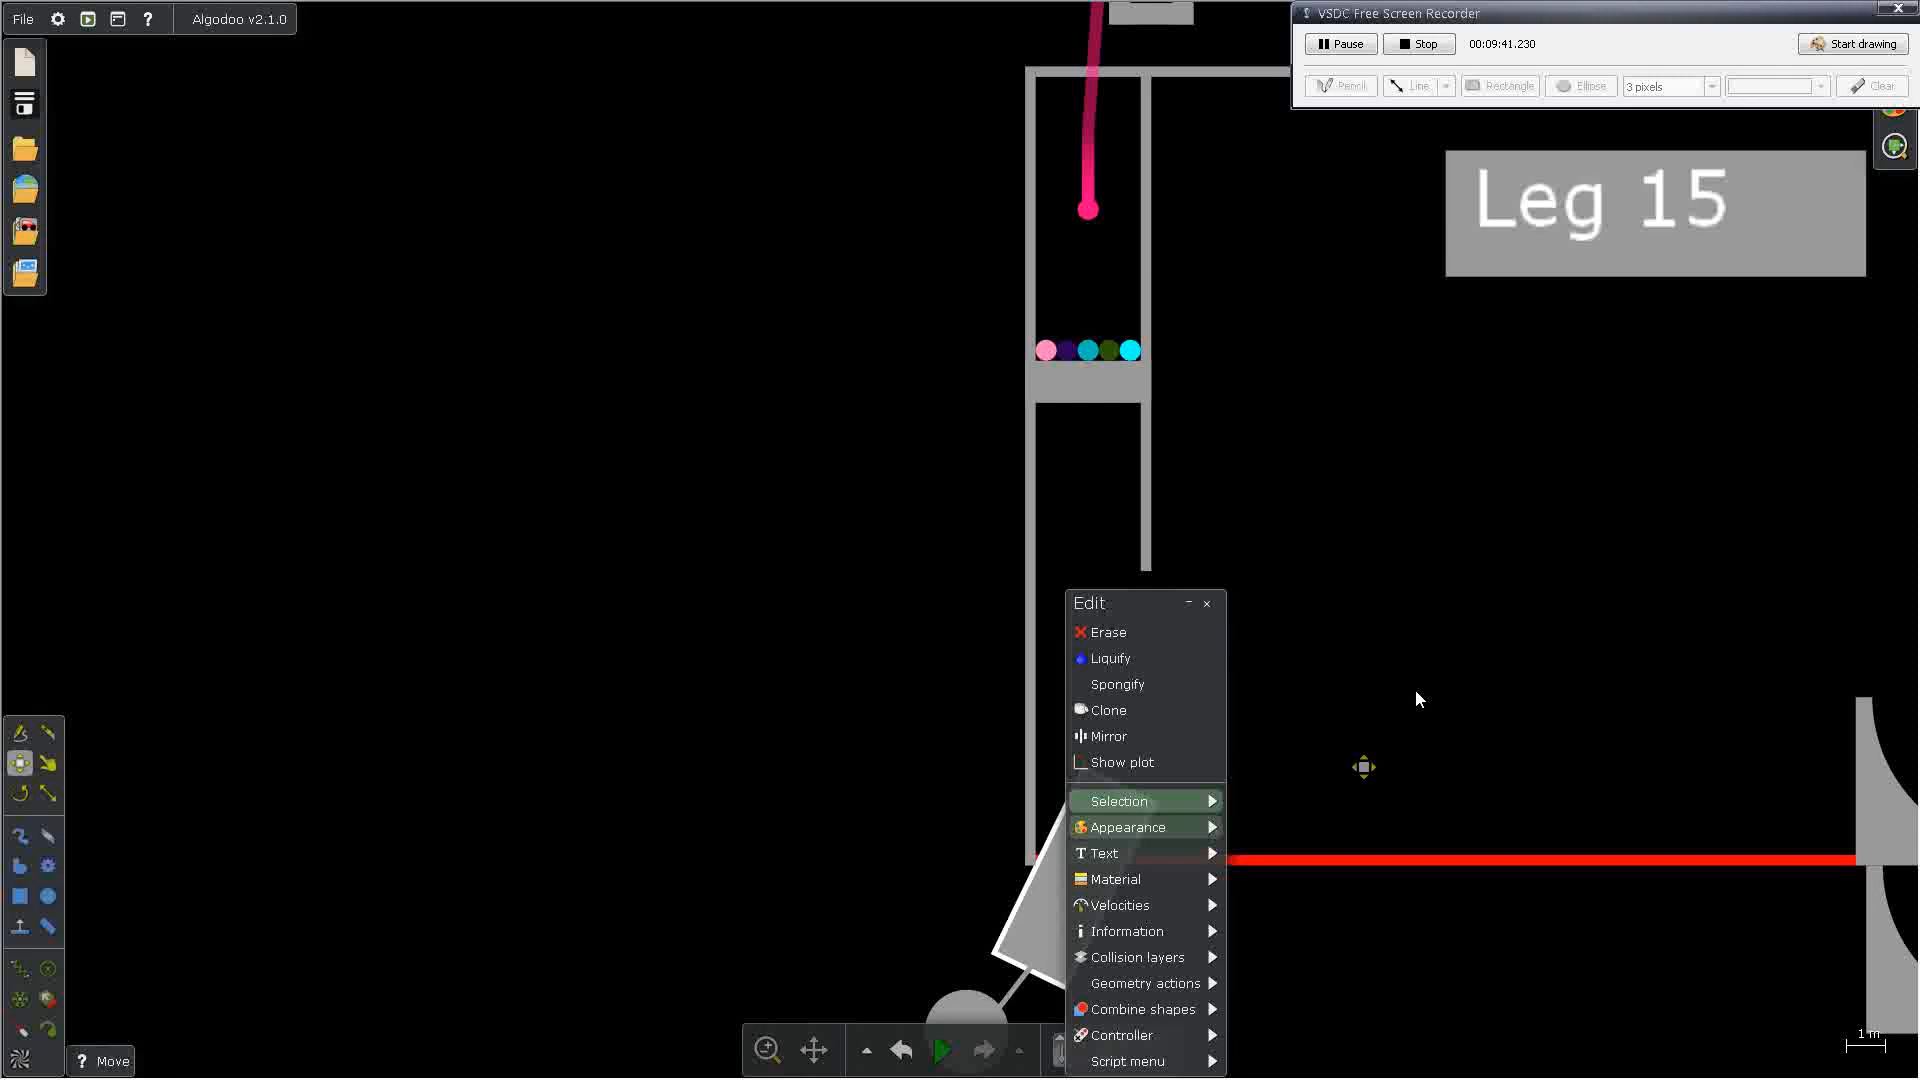 File
Algodoo v2.1.0
VSDC Free Screen Recorder
Pause
Stop
00:09:41.230
Start drawing
Pencil
Line
Rectangle
Ellipse
3 pixels
Clear
Leg 15
Edit
Erase
Liquify
Spongify
Clone
Mirror
Show plot
Selection
Appearance
Text
Material
Velocities
Information
Collision layers
Geometry actions
Combine shapes
Controller
Script menu
1 m
? Move